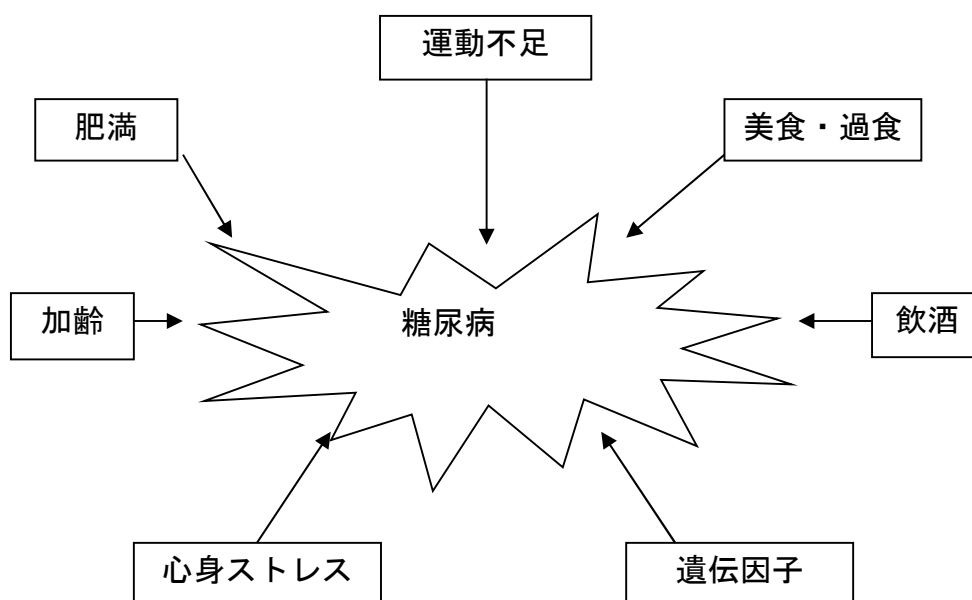 運動不足
肥満
美食・過食
加齢
糖尿病
飲酒
心身ストレス
遺伝因子